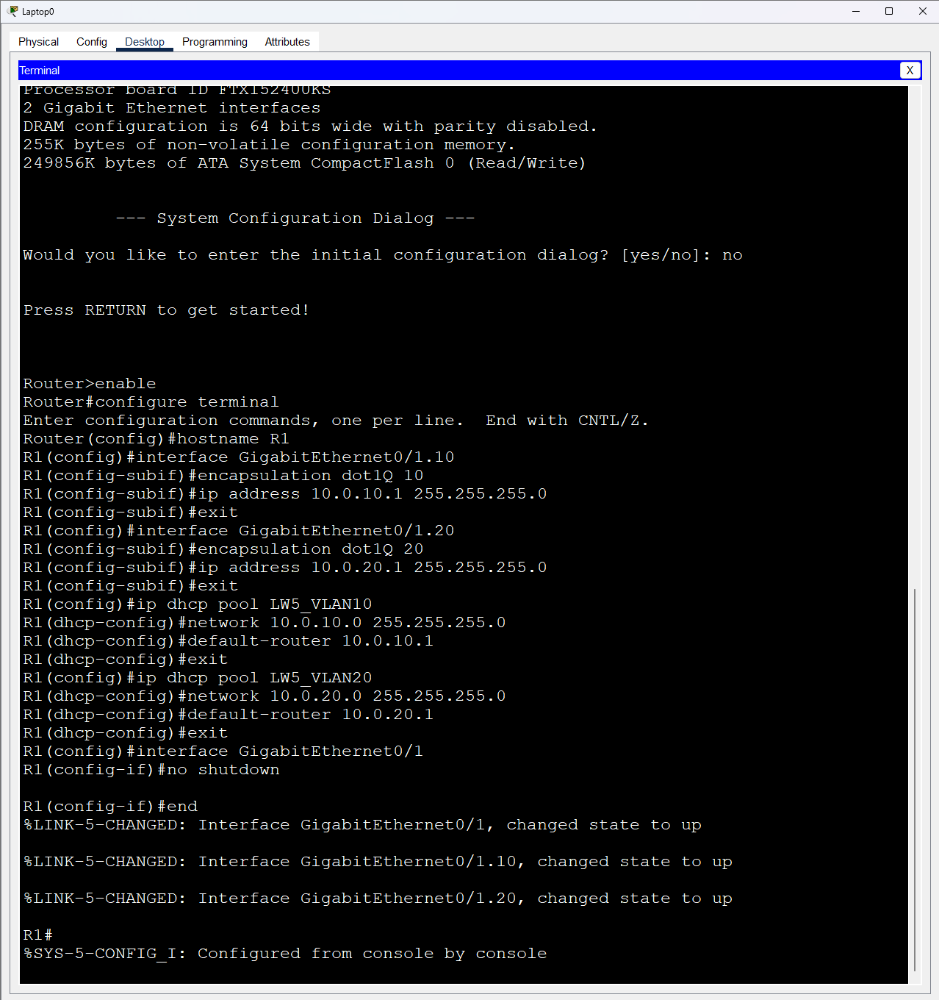 Laptop0
Physical Config Desktop Programming Attributes
Terminal X
Processor board ID FTX152400KS
2 Gigabit Ethernet interfaces
DRAM configuration is 64 bits wide with parity disabled.
255K bytes of non-volatile configuration memory.
249856K bytes of ATA System CompactFlash 0 (Read/Write)
--- System Configuration Dialog ---
Would you like to enter the initial configuration dialog? [yes/no]: no
Press RETURN to get started!
Router>enable
Router#configure terminal
Enter configuration commands, one per line.  End with CNTL/Z.
Router(config)#hostname R1
R1(config)#interface GigabitEthernet0/1.10
R1(config-subif)#encapsulation dot1Q 10
R1(config-subif)#ip address 10.0.10.1 255.255.255.0
R1(config-subif)#exit
R1(config)#interface GigabitEthernet0/1.20
R1(config-subif)#encapsulation dot1Q 20
R1(config-subif)#ip address 10.0.20.1 255.255.255.0
R1(config-subif)#exit
R1(config)#ip dhcp pool LW5_VLAN10
R1(dhcp-config)#network 10.0.10.0 255.255.255.0
R1(dhcp-config)#default-router 10.0.10.1
R1(dhcp-config)#exit
R1(config)#ip dhcp pool LW5_VLAN20
R1(dhcp-config)#network 10.0.20.0 255.255.255.0
R1(dhcp-config)#default-router 10.0.20.1
R1(dhcp-config)#exit
R1(config)#interface GigabitEthernet0/1
R1(config-if)#no shutdown
R1(config-if)#end
%LINK-5-CHANGED: Interface GigabitEthernet0/1, changed state to up
%LINK-5-CHANGED: Interface GigabitEthernet0/1.10, changed state to up
%LINK-5-CHANGED: Interface GigabitEthernet0/1.20, changed state to up
R1#
%SYS-5-CONFIG_I: Configured from console by console